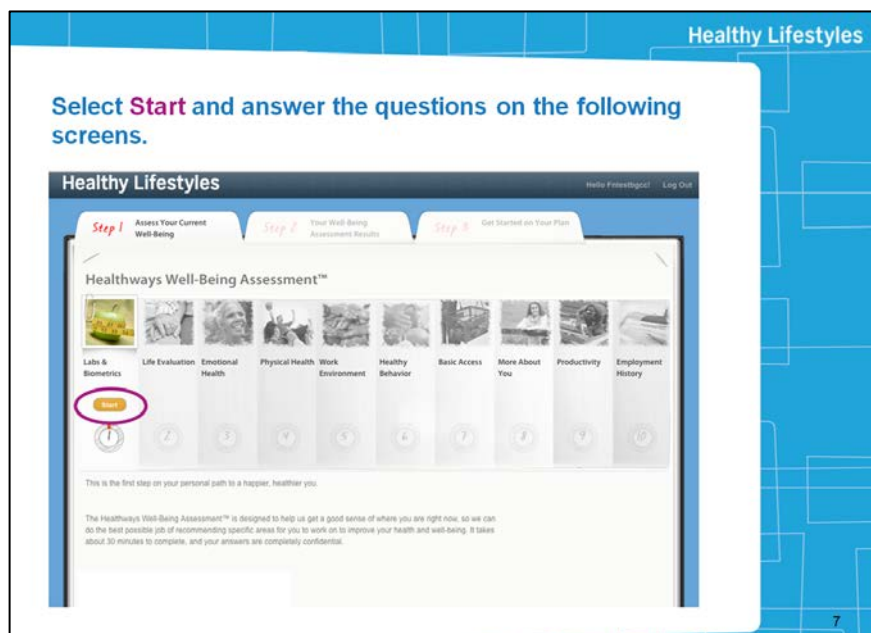 Healthy Lifestyles
Select Start and answer the questions on the following
screens.
Healthy Lifestyles
Log Out
Hello
Step 1
Assess Your Current
Well-Being
Step 2
Your Well-Being
Assessment Results
Step 3
Get Started on Your Plan
Healthways Well-Being Assessment™
Labs &
Biometrics
Life Evaluation
Emotional
Health
Physical Health
Work
Environment
Healthy
Behavior
Basic Access
More About
You
Productivity
Employment
History
Start
1
2
3
4
5
6
7
8
9
10
This is the first step on your personal path to a happier, healthier you.
The Healthways Well-Being Assessment™ is designed to help us get a good sense of where you are right now, so we can
do the best possible job of recommending specific areas for you to work on to improve your health and well-being. It takes
about 30 minutes to complete, and your answers are completely confidential.
7